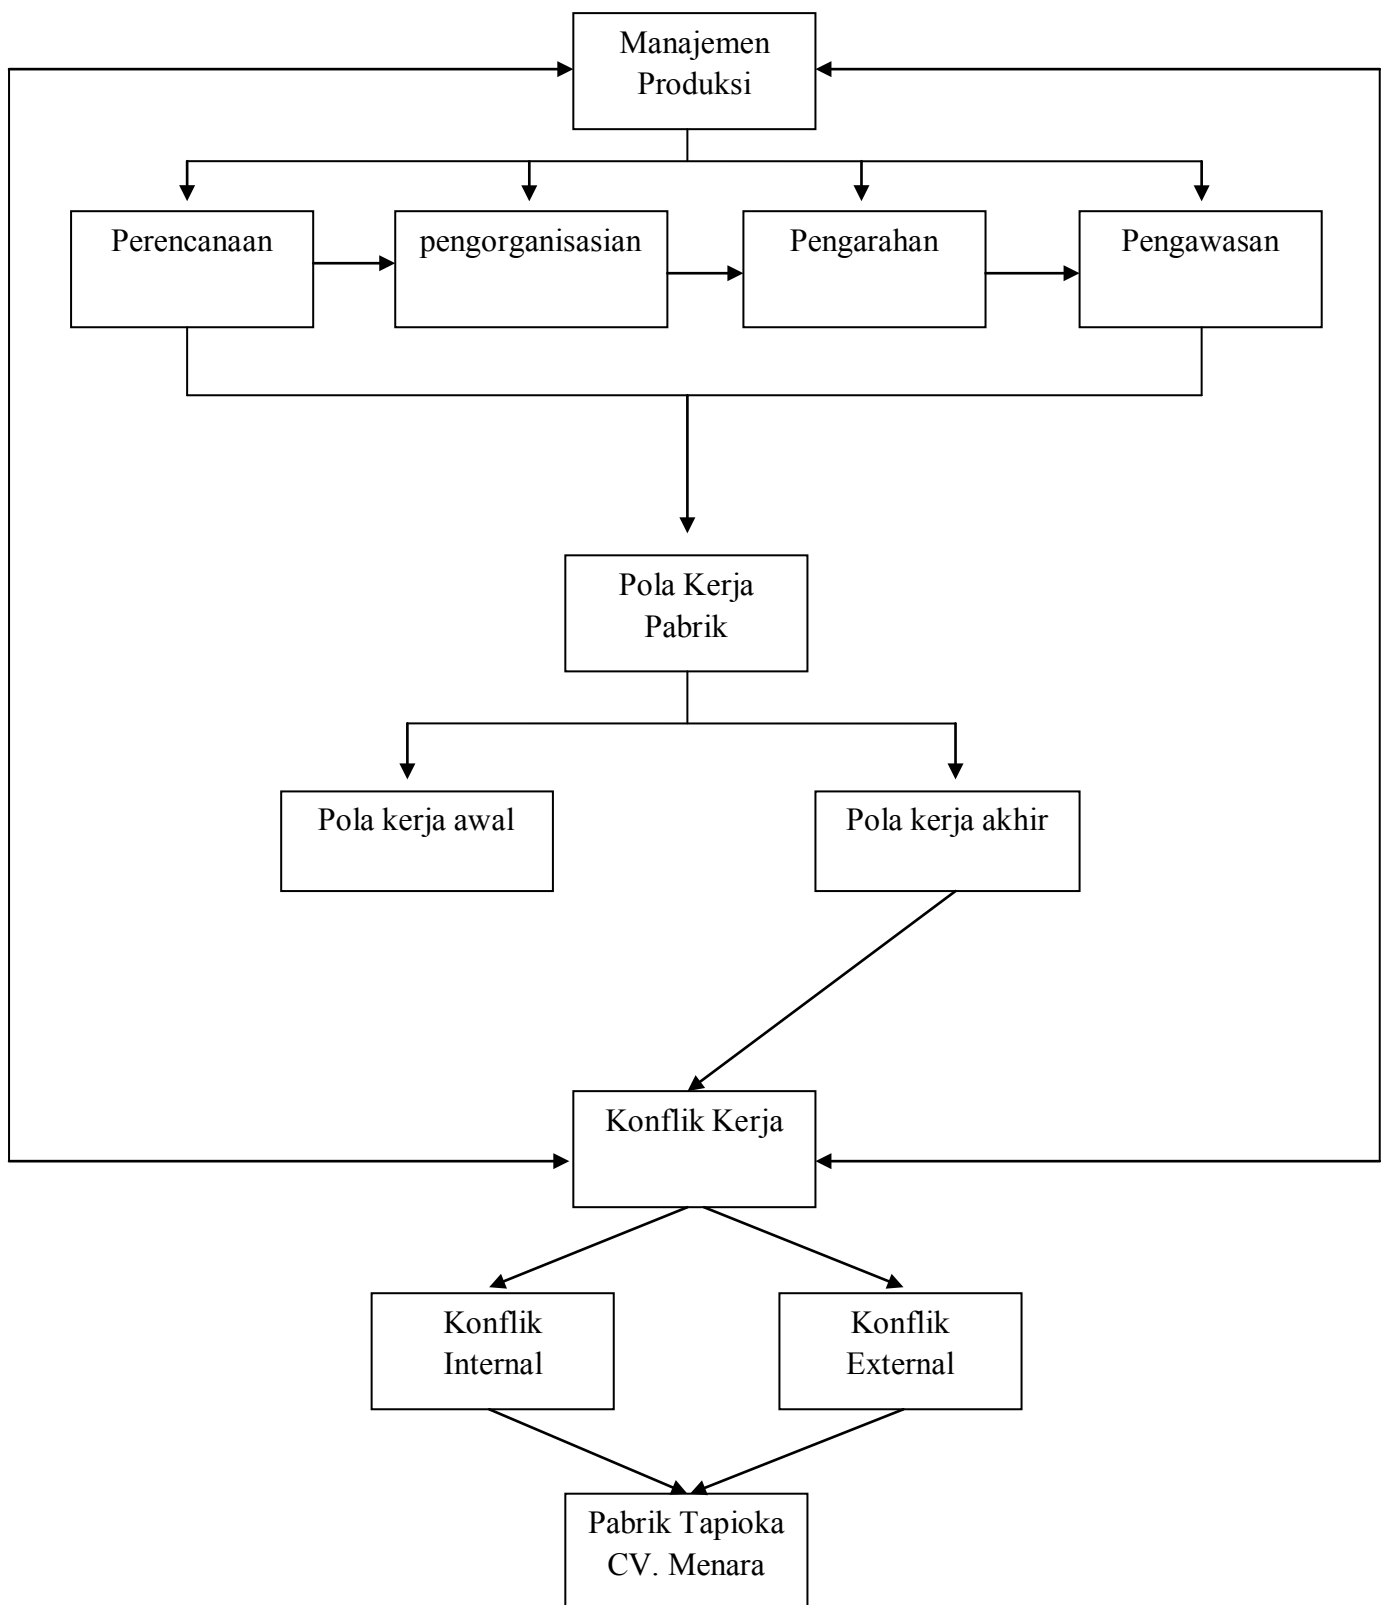 Manajemen
Produksi
Perencanaan
pengorganisasian
Pengarahan
Pengawasan
Pola Kerja
Pabrik
Pola kerja awal
Pola kerja akhir
Konflik Kerja
Konflik
Internal
Konflik
External
Pabrik Tapioka
CV. Menara